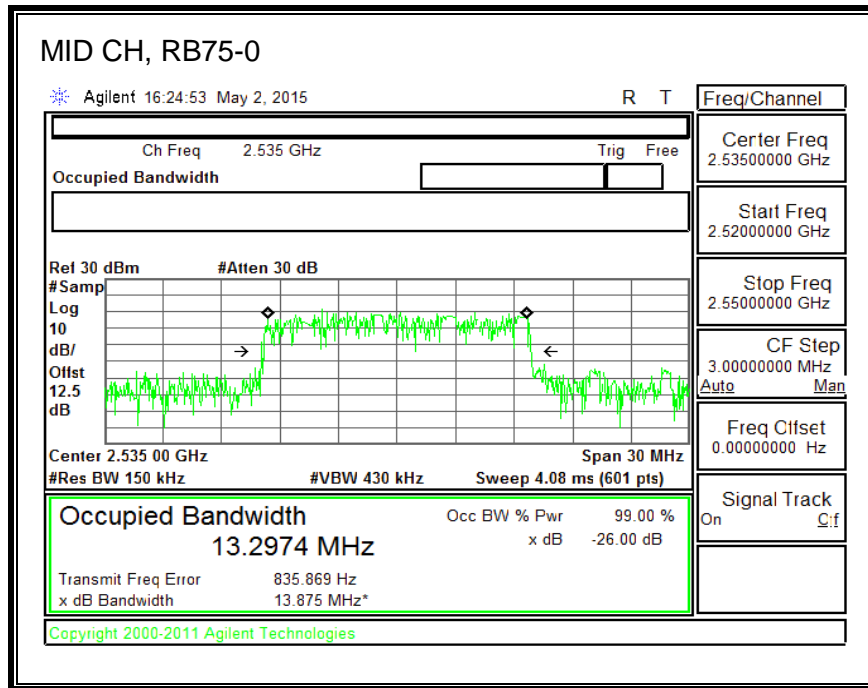 MID CH, RB75-0
Agilent 16:24:53 May 2, 2015 R T
Ch Freq 2.535 GHz Trig Free
Occupied Bandwidth
Ref 30 dBm #Atten 30 dB
#Samp
Log
10
dB/
Offst
12.5
dB
Center 2.535 00 GHz Span 30 MHz
#Res BW 150 kHz #VBW 430 kHz Sweep 4.08 ms (601 pts)
Occupied Bandwidth Occ BW % Pwr 99.00 %
13.2974 MHz x dB -26.00 dB
Transmit Freq Error 835.869 Hz
x dB Bandwidth 13.875 MHz*
Copyright 2000-2011 Agilent Technologies
Freq/Channel
Center Freq
2.53500000 GHz
Start Freq
2.52000000 GHz
Stop Freq
2.55000000 GHz
CF Step
3.00000000 MHz
Auto Man
Freq Offset
0.00000000 Hz
Signal Track
On Off